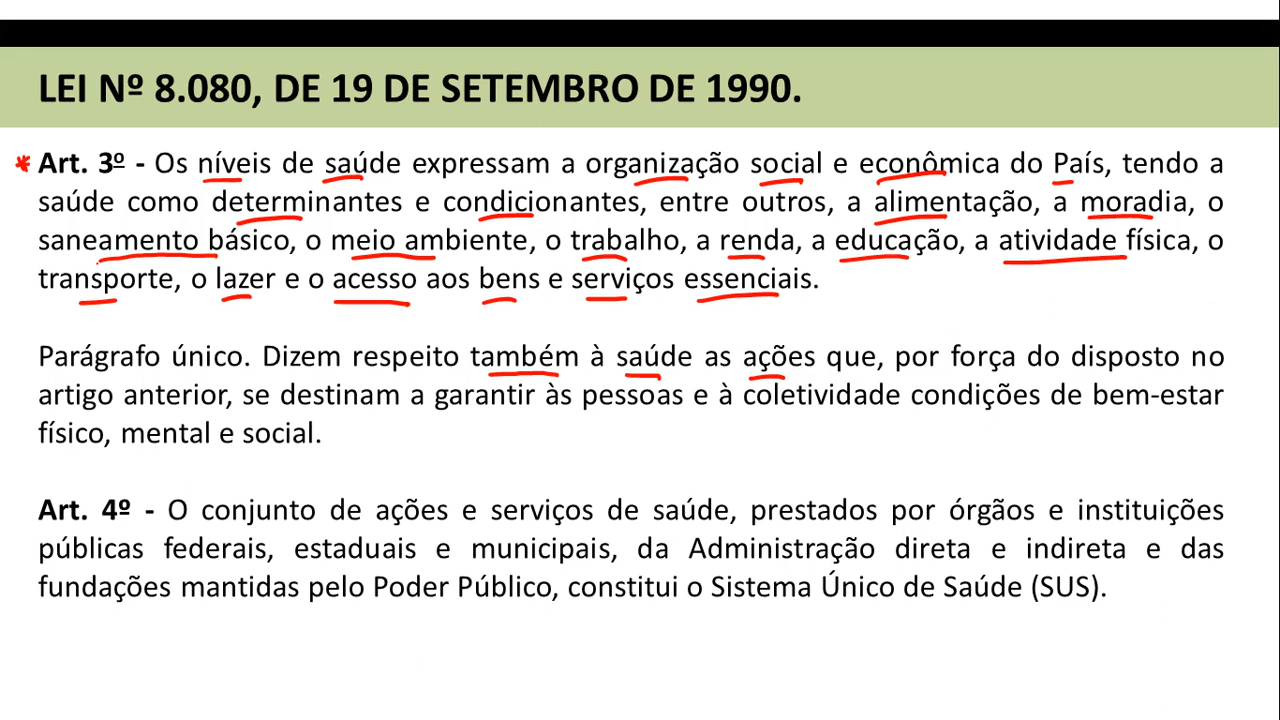 LEI Nº 8.080, DE 19 DE SETEMBRO DE 1990.
Art. 3º - Os níveis de saúde expressam a organização social e econômica do País, tendo a
saúde como determinantes e condicionantes, entre outros, a alimentação, a moradia, o
saneamento básico, o meio ambiente, o trabalho, a renda, a educação, a atividade física, o
transporte, o lazer e o acesso aos bens e serviços essenciais.
Parágrafo único. Dizem respeito também à saúde as ações que, por força do disposto no
artigo anterior, se destinam a garantir às pessoas e à coletividade condições de bem-estar
físico, mental e social.
Art. 4º - O conjunto de ações e serviços de saúde, prestados por órgãos e instituições
públicas federais, estaduais e municipais, da Administração direta e indireta e das
fundações mantidas pelo Poder Público, constitui o Sistema Único de Saúde (SUS).